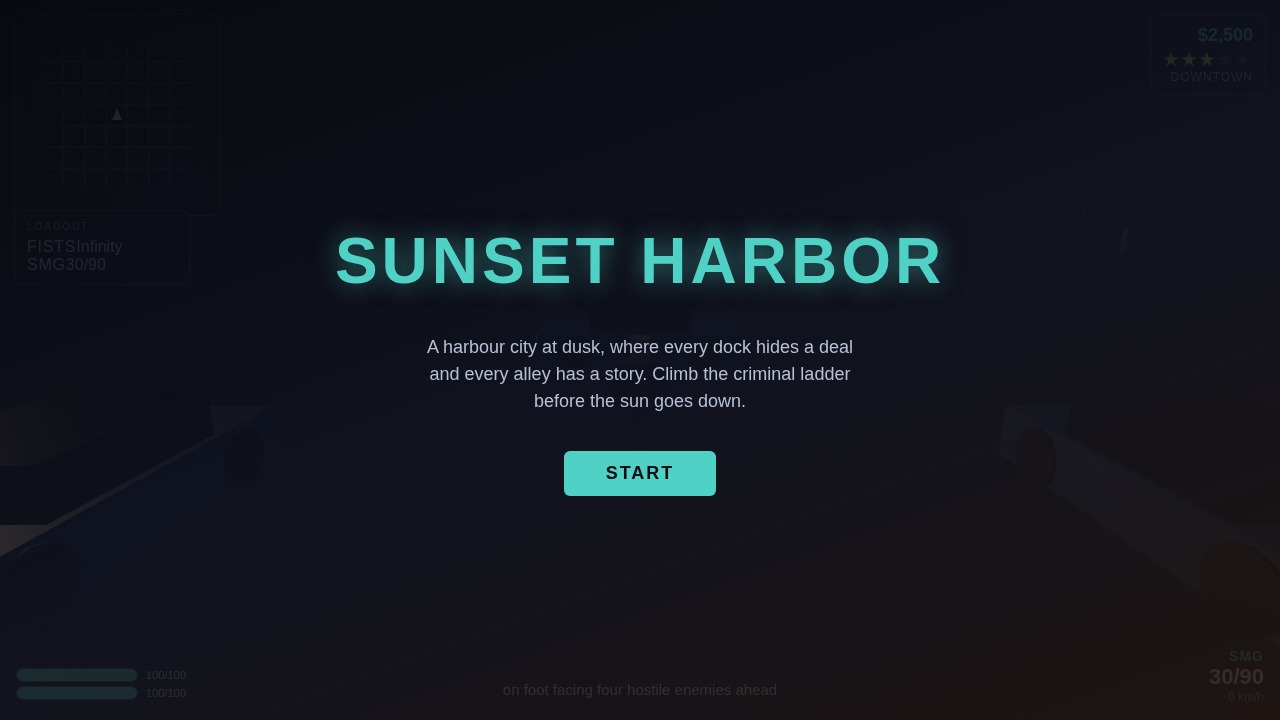 $2,500
★★★★★
DOWNTOWN
LOADOUT
FISTSInfinity
SMG30/90
SUNSET HARBOR
A harbour city at dusk, where every dock hides a deal
and every alley has a story. Climb the criminal ladder
before the sun goes down.
START
100/100
100/100
on foot facing four hostile enemies ahead
SMG
30/90
0 km/h